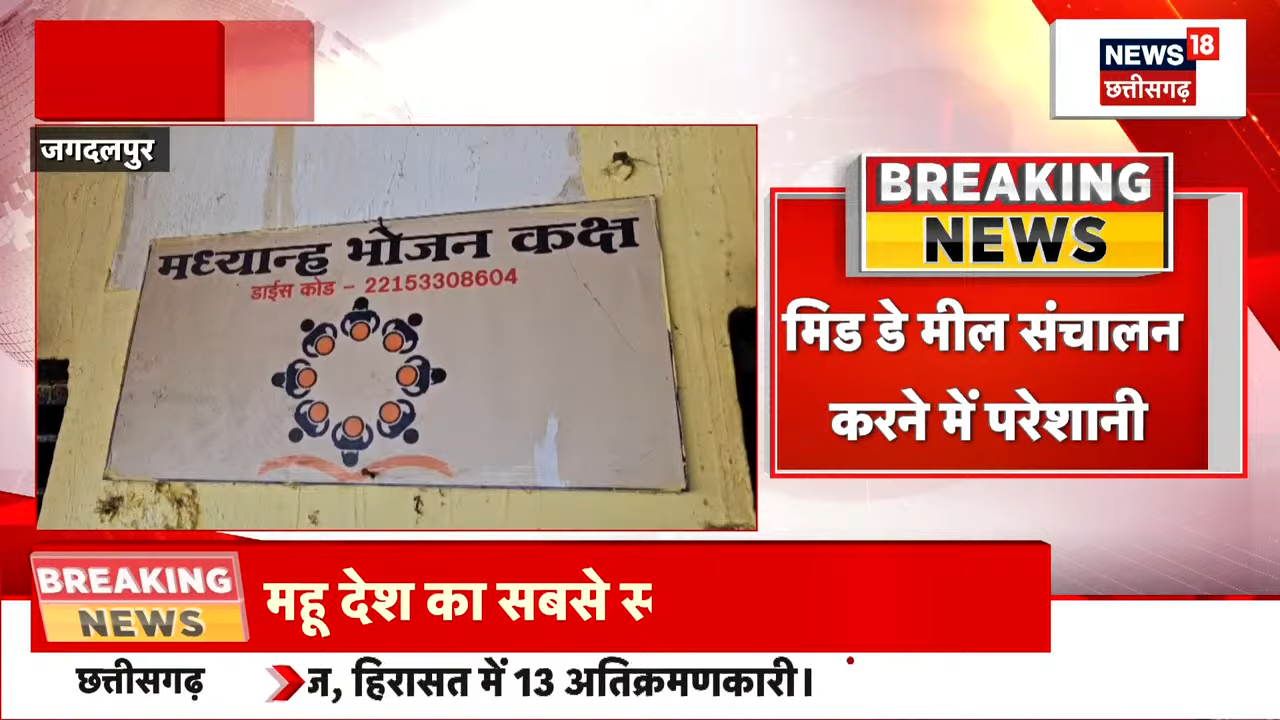 NEWS 18
छत्तीसगढ़
जगदलपुर
मध्यान्ह भोजन कक्ष
डाईस कोड - 22153308604
BREAKING
NEWS
मिड डे मील संचालन
करने में परेशानी
BREAKING
NEWS
महू देश का सबसे
छत्तीसगढ़
ज, हिरासत में 13 अतिक्रमणकारी।